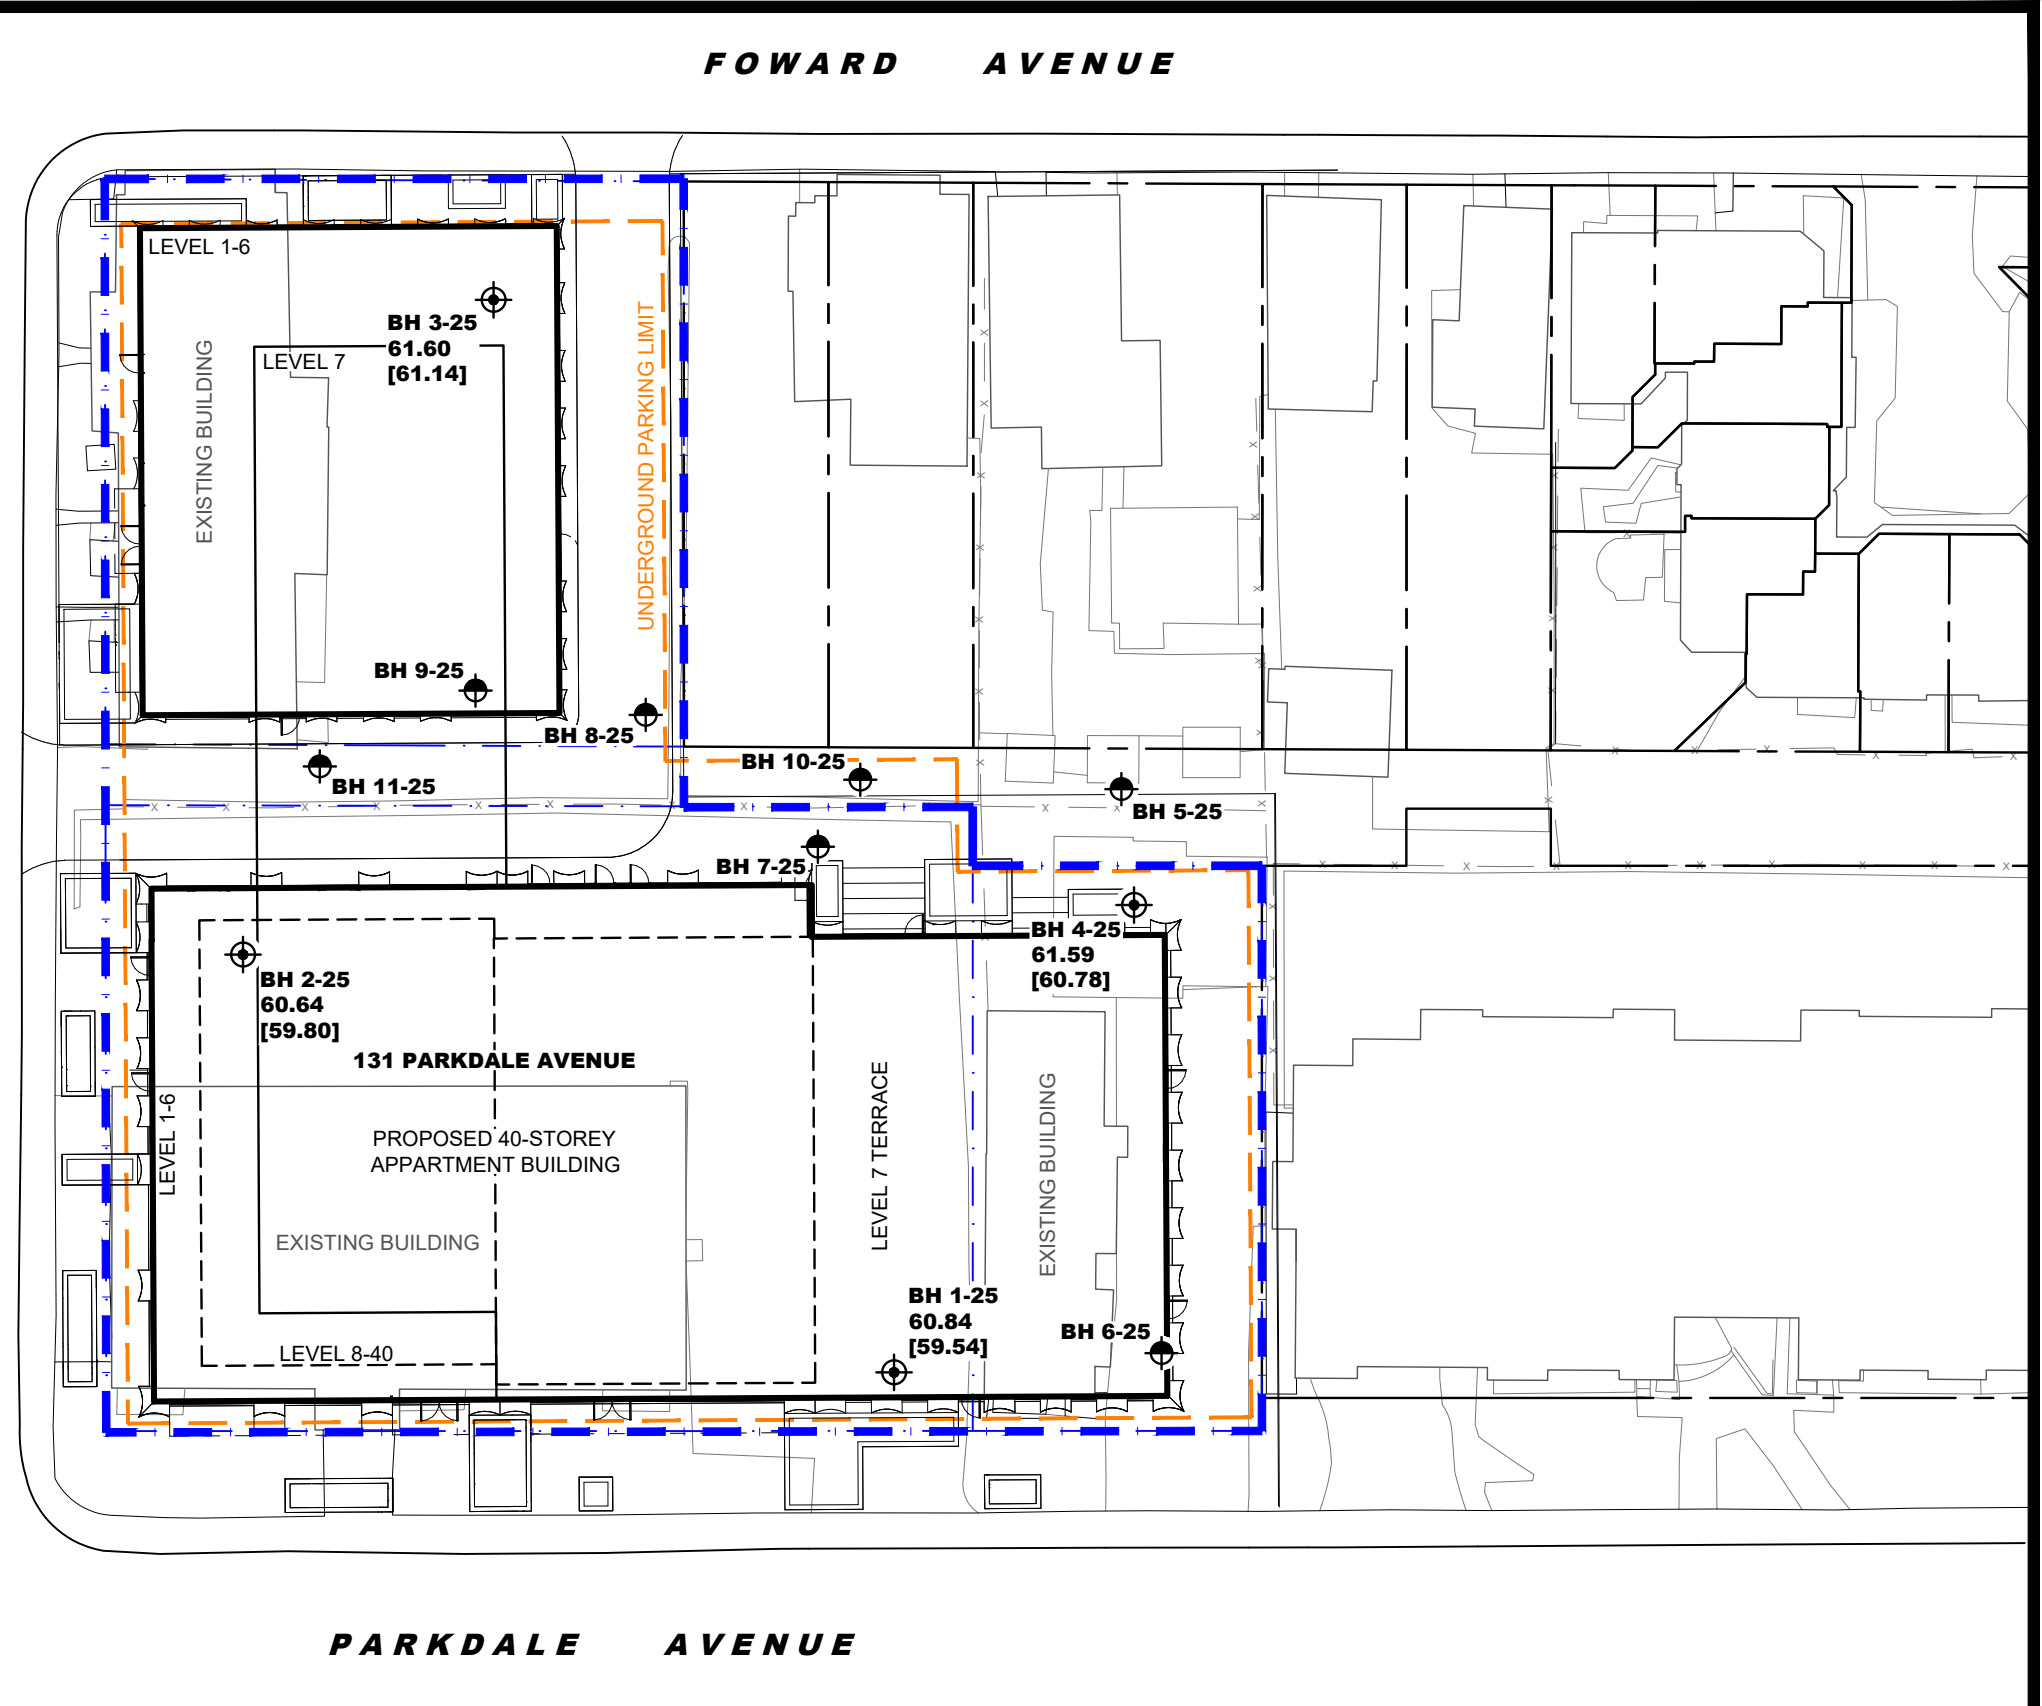 FOWARD AVENUE
LEVEL 1-6
BH 3-25
61.60
[61.14]
LEVEL 7
EXISTING BUILDING
UNDERGROUND PARKING LIMIT
BH 9-25
BH 8-25
BH 10-25
BH 11-25
BH 5-25
BH 7-25
BH 4-25
61.59
[60.78]
BH 2-25
60.64
[59.80]
131 PARKDALE AVENUE
LEVEL 1-6
PROPOSED 40-STOREY
APPARTMENT BUILDING
LEVEL 7 TERRACE
EXISTING BUILDING
EXISTING BUILDING
BH 1-25
60.84
[59.54]
BH 6-25
LEVEL 8-40
PARKDALE AVENUE